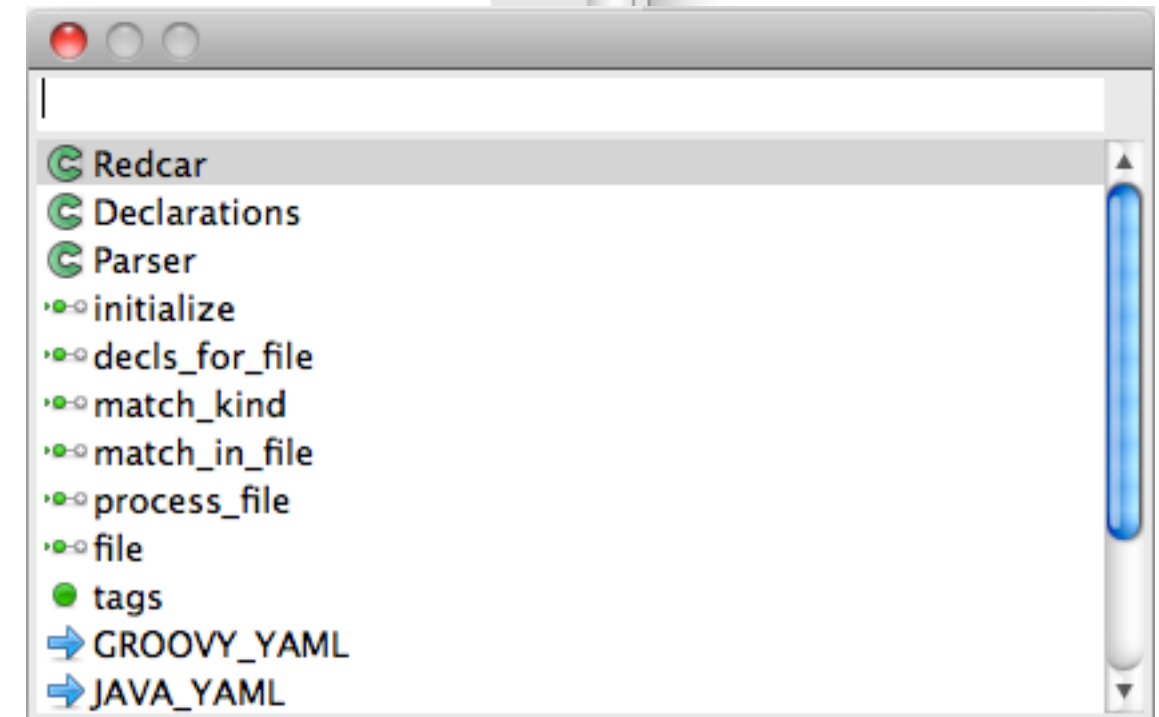 Redcar
Declarations
Parser
initialize
decls_for_file
match_kind
match_in_file
process_file
file
tags
GROOVY_YAML
JAVA_YAML